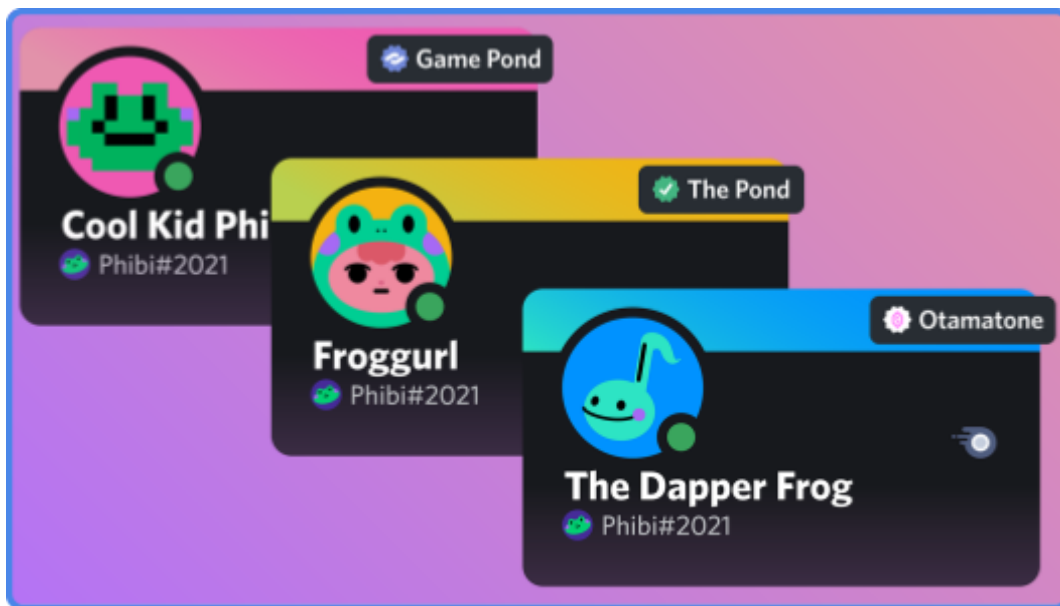 Game Pond
Cool Kid Phi
Phibi#2021
The Pond
Froggurl
Phibi#2021
Otamatone
The Dapper Frog
Phibi#2021